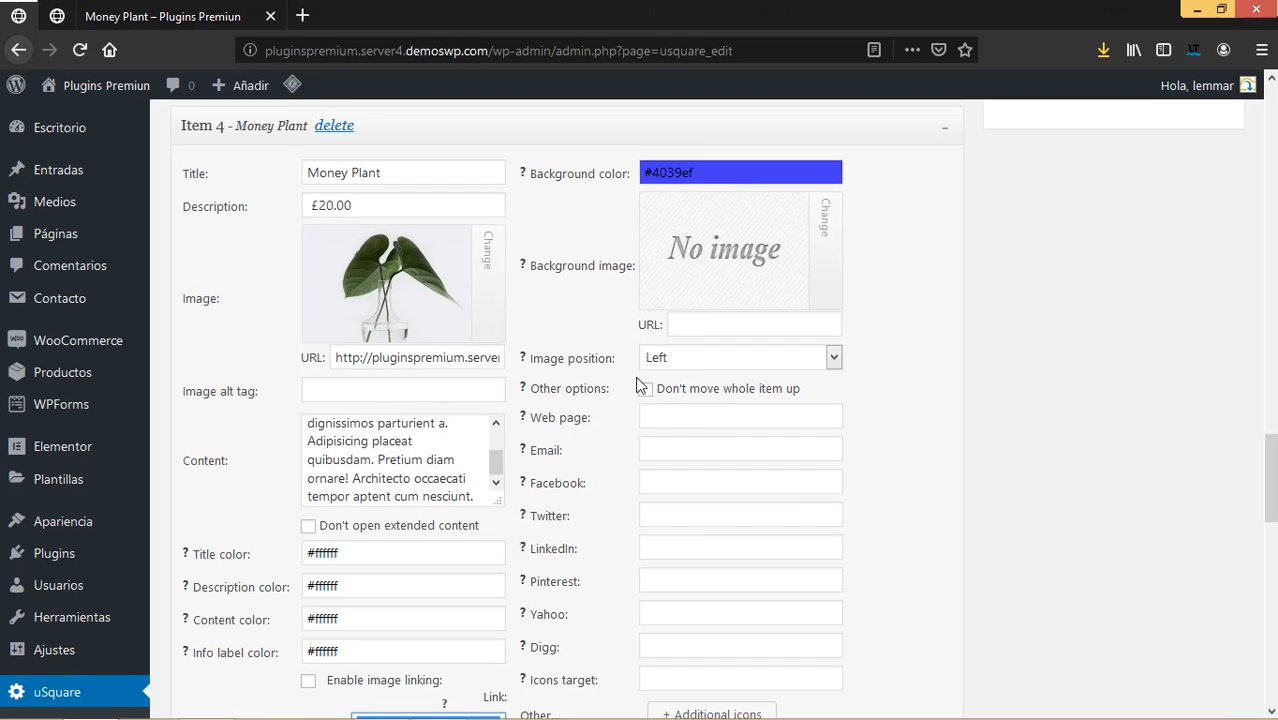 Money Plant – Plugins Premiun
pluginspremium.server4.demoswp.com/wp-admin/admin.php?page=usquare_edit
Plugins Premiun 0 Añadir Hola, lemmar
Escritorio
Entradas
Medios
Páginas
Comentarios
Contacto
WooCommerce
Productos
WPForms
Elementor
Plantillas
Apariencia
Plugins
Usuarios
Herramientas
Ajustes
uSquare
Item 4 - Money Plant delete
Title: Money Plant
Description: £20.00
Image:
Change
URL: http://pluginspremium.server
Image alt tag:
Content:
dignissimos parturient a.
Adipisicing placeat
quibusdam. Pretium diam
ornare! Architecto occaecati
tempor aptent cum nesciunt.
Don't open extended content
? Title color: #ffffff
? Description color: #ffffff
? Content color: #ffffff
? Info label color: #ffffff
Enable image linking:
Link:
?
? Background color: #4039ef
? Background image:
No image
Change
URL:
? Image position: Left
? Other options: Don't move whole item up
? Web page:
? Email:
? Facebook:
? Twitter:
? LinkedIn:
? Pinterest:
? Yahoo:
? Digg:
? Icons target:
Other + Additional icons